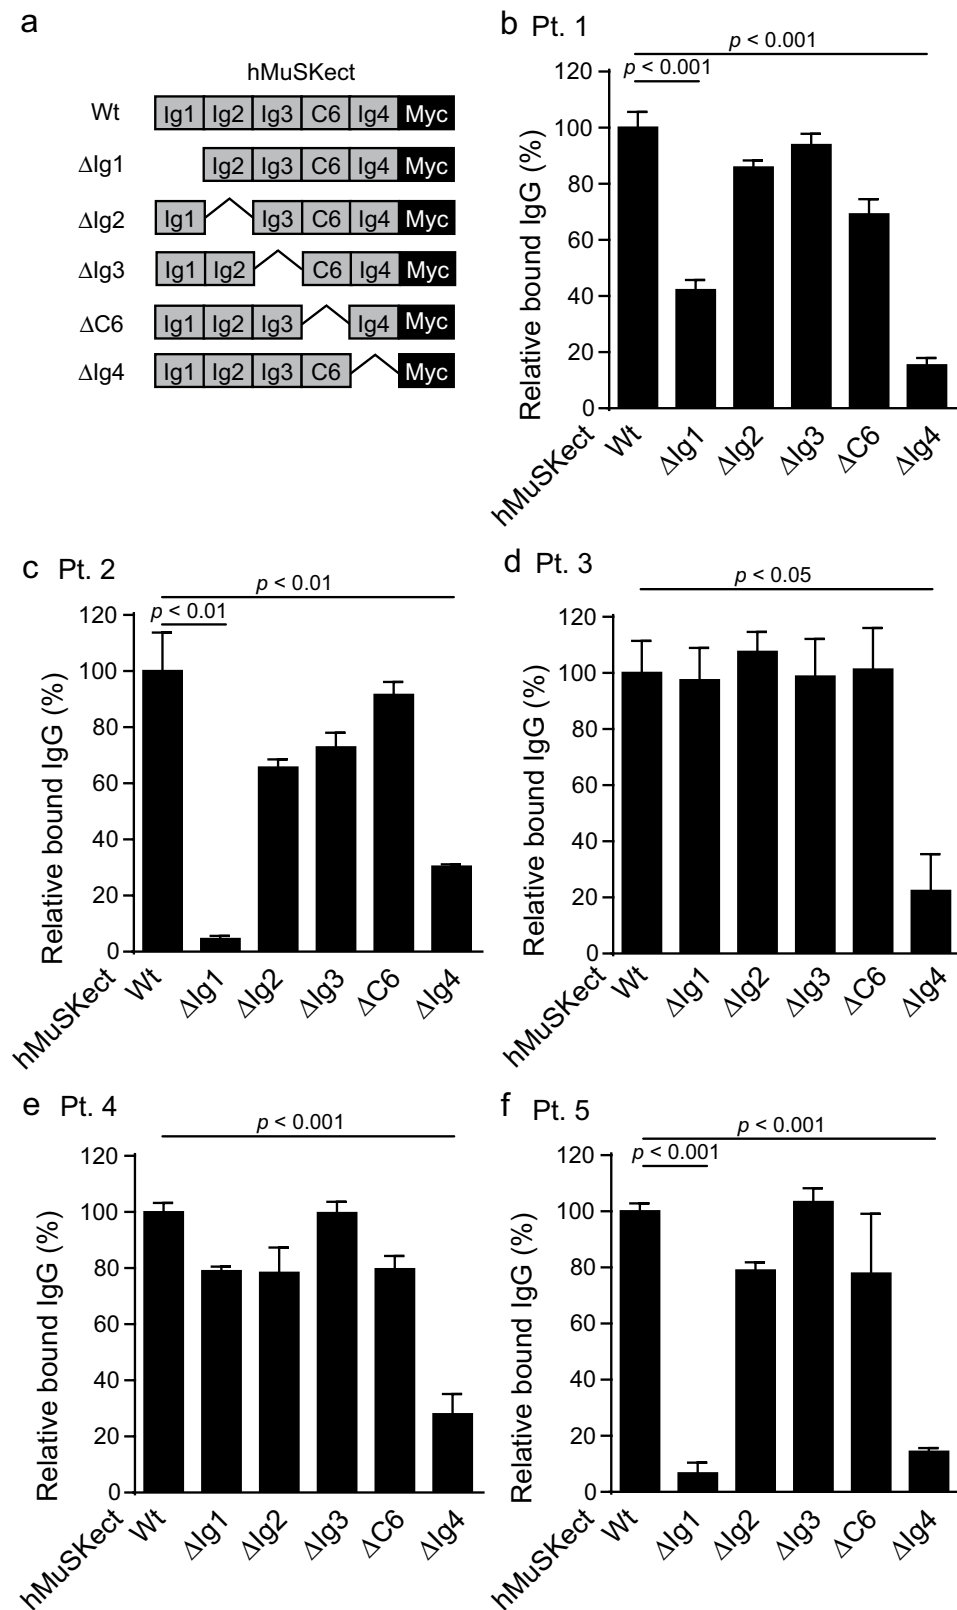 a
hMuSKect
Wt Ig1 Ig2 Ig3 C6 Ig4 Myc
ΔIg1 Ig2 Ig3 C6 Ig4 Myc
ΔIg2 Ig1 Ig3 C6 Ig4 Myc
ΔIg3 Ig1 Ig2 C6 Ig4 Myc
ΔC6 Ig1 Ig2 Ig3 Ig4 Myc
ΔIg4 Ig1 Ig2 Ig3 C6 Myc
b Pt. 1
p < 0.001
p < 0.001
Relative bound IgG (%)
120
100
80
60
40
20
0
hMuSKect Wt ΔIg1 ΔIg2 ΔIg3 ΔC6 ΔIg4
c Pt. 2
p < 0.01
p < 0.01
Relative bound IgG (%)
120
100
80
60
40
20
0
hMuSKect Wt ΔIg1 ΔIg2 ΔIg3 ΔC6 ΔIg4
d Pt. 3
p < 0.05
Relative bound IgG (%)
120
100
80
60
40
20
0
hMuSKect Wt ΔIg1 ΔIg2 ΔIg3 ΔC6 ΔIg4
e Pt. 4
p < 0.001
Relative bound IgG (%)
120
100
80
60
40
20
0
hMuSKect Wt ΔIg1 ΔIg2 ΔIg3 ΔC6 ΔIg4
f Pt. 5
p < 0.001
p < 0.001
Relative bound IgG (%)
120
100
80
60
40
20
0
hMuSKect Wt ΔIg1 ΔIg2 ΔIg3 ΔC6 ΔIg4